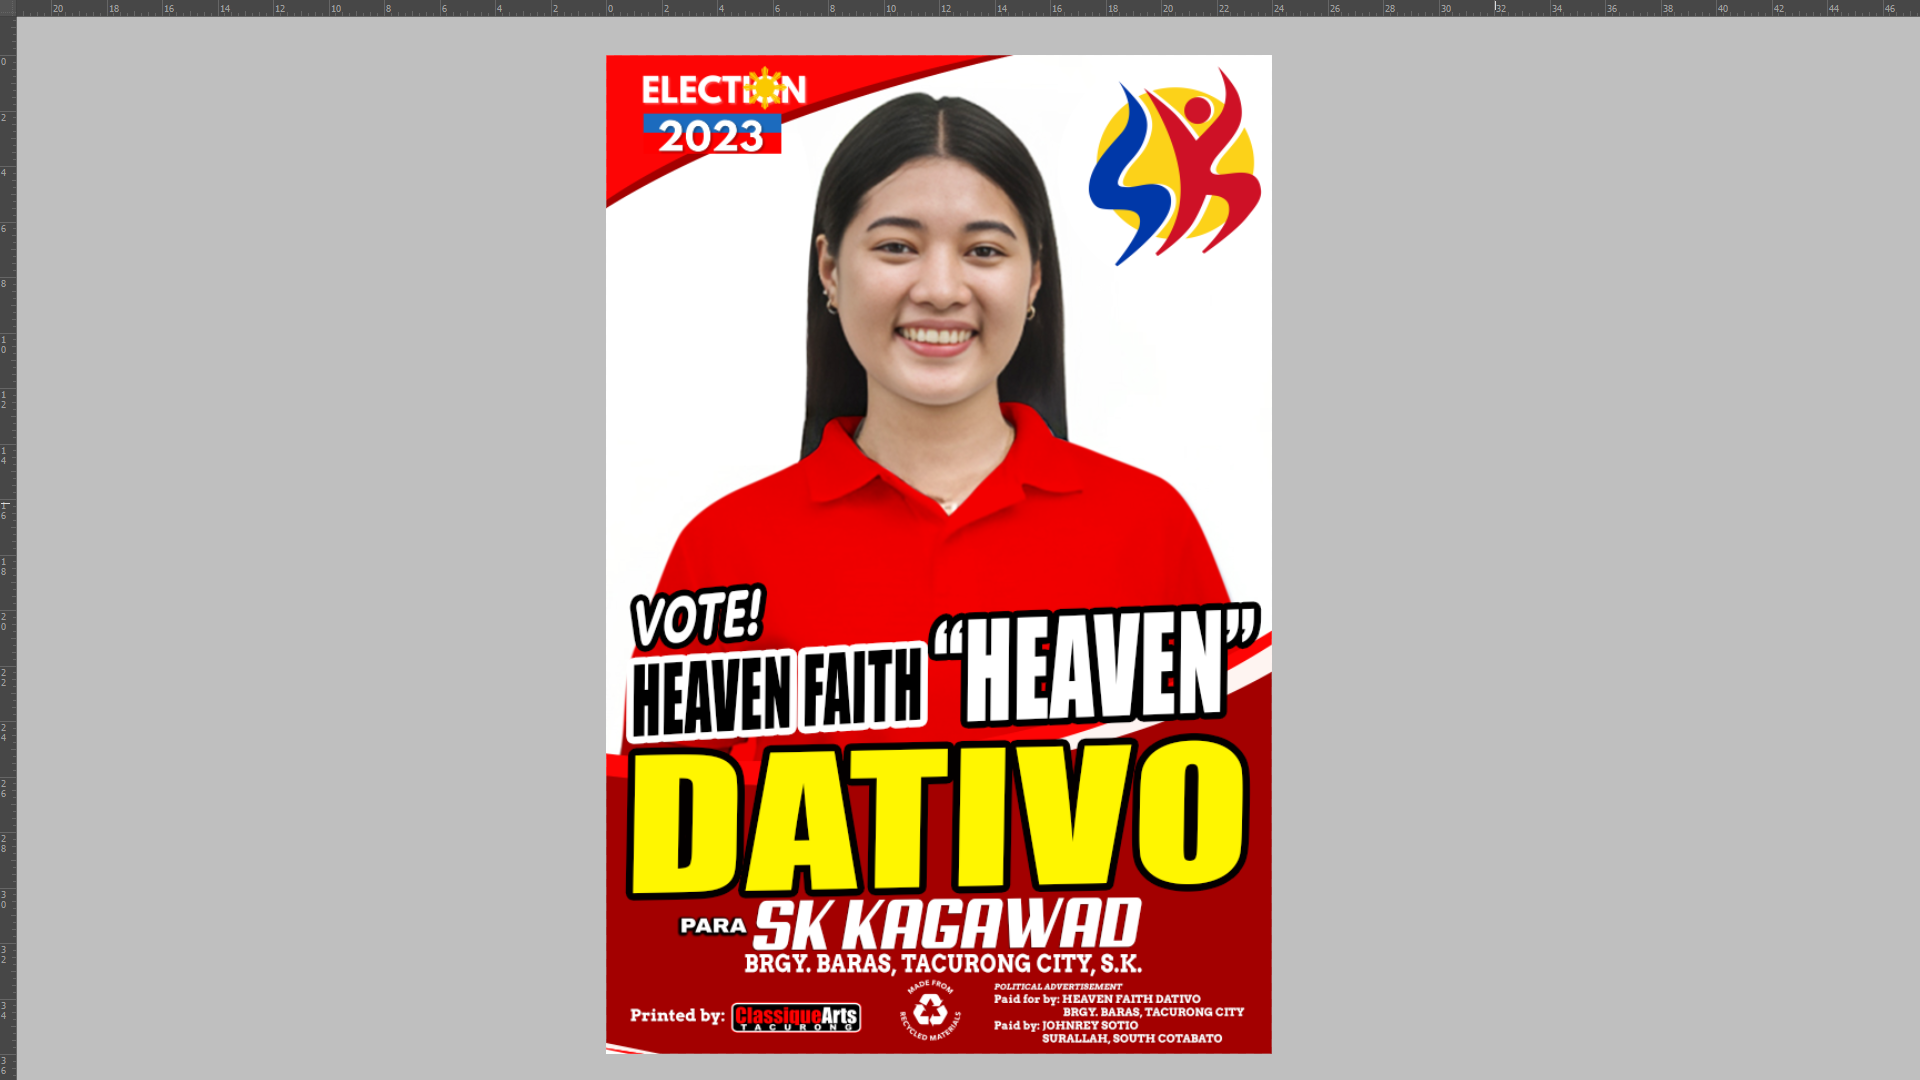 ELECTION
2023
VOTE!
HEAVEN FAITH "HEAVEN"
DATIVO
PARA SK KAGAWAD
BRGY. BARAS, TACURONG CITY, S.K.
Printed by: ClassiqueArts
TACURONG
MADE FROM
RECYCLED MATERIALS
POLITICAL ADVERTISEMENT
Paid for by: HEAVEN FAITH DATIVO
BRGY. BARAS, TACURONG CITY
Paid by: JOHNREY SOTIO
SURALLAH, SOUTH COTABATO